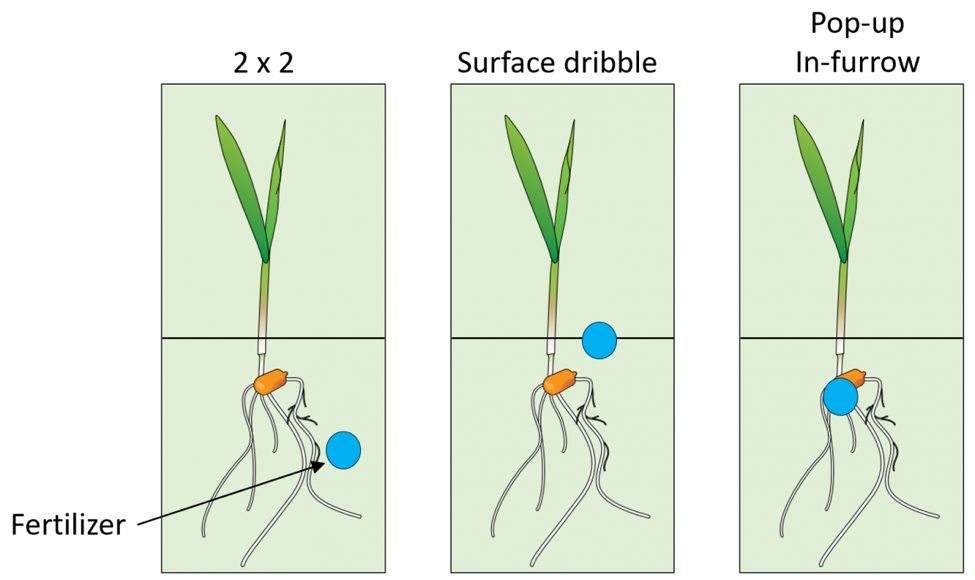 2 x 2
Surface dribble
Pop-up
In-furrow
Fertilizer